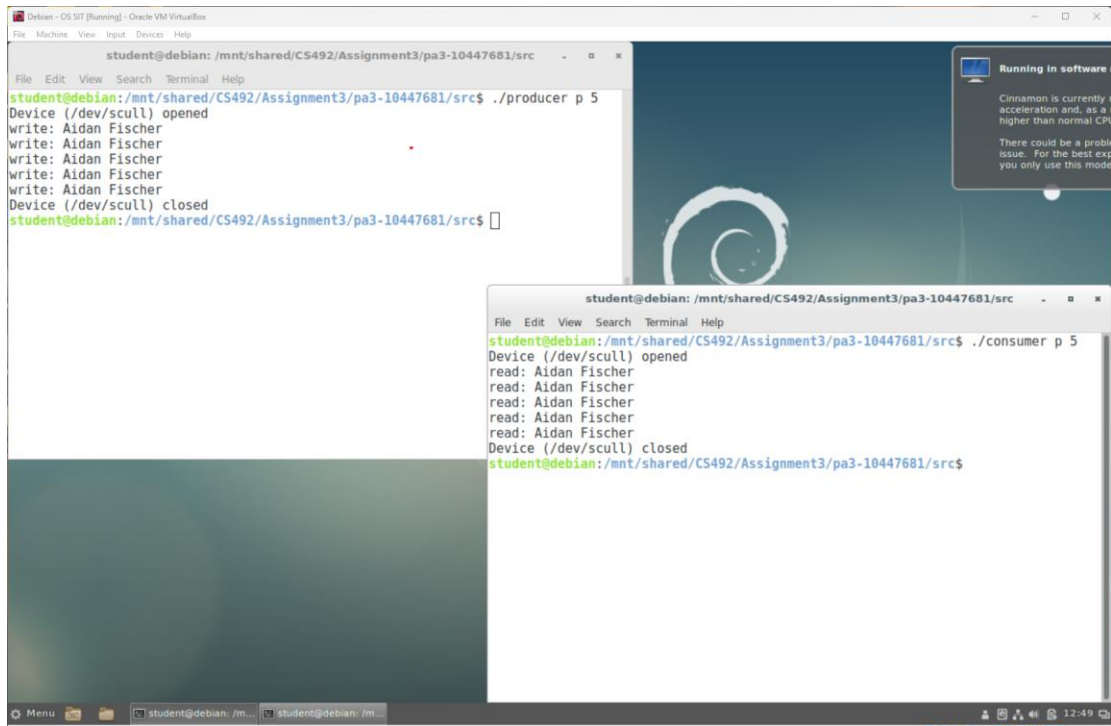 Debian - OS SIT [Running] - Oracle VM VirtualBox
File Machine View Input Devices Help
student@debian: /mnt/shared/CS492/Assignment3/pa3-10447681/src
File Edit View Search Terminal Help
student@debian:/mnt/shared/CS492/Assignment3/pa3-10447681/src$ ./producer p 5
Device (/dev/scull) opened
write: Aidan Fischer
write: Aidan Fischer
write: Aidan Fischer
write: Aidan Fischer
write: Aidan Fischer
Device (/dev/scull) closed
student@debian:/mnt/shared/CS492/Assignment3/pa3-10447681/src$
Running in software
Cinnamon is currently
acceleration and, as a
higher than normal CPU
There could be a
issue. For the best
you only use this mode
student@debian: /mnt/shared/CS492/Assignment3/pa3-10447681/src
File Edit View Search Terminal Help
student@debian:/mnt/shared/CS492/Assignment3/pa3-10447681/src$ ./consumer p 5
Device (/dev/scull) opened
read: Aidan Fischer
read: Aidan Fischer
read: Aidan Fischer
read: Aidan Fischer
read: Aidan Fischer
Device (/dev/scull) closed
student@debian:/mnt/shared/CS492/Assignment3/pa3-10447681/src$
Menu
student@debian: /m...
student@debian: /m...
12:49